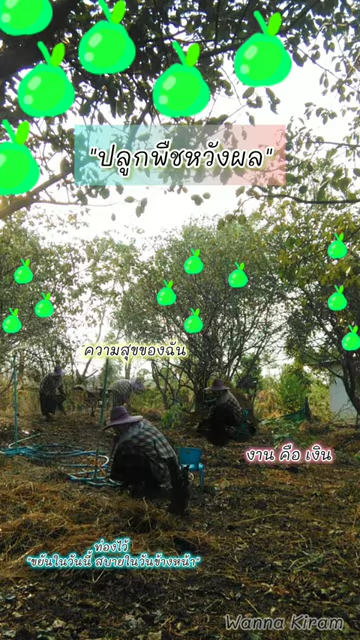 "ปลูกพืชหวังผล"
ความสุขของฉัน
งาน คือ เงิน
ท่องไว้
"ขยันในวันนี้ สบายในวันข้างหน้า"
Wanna Kiram